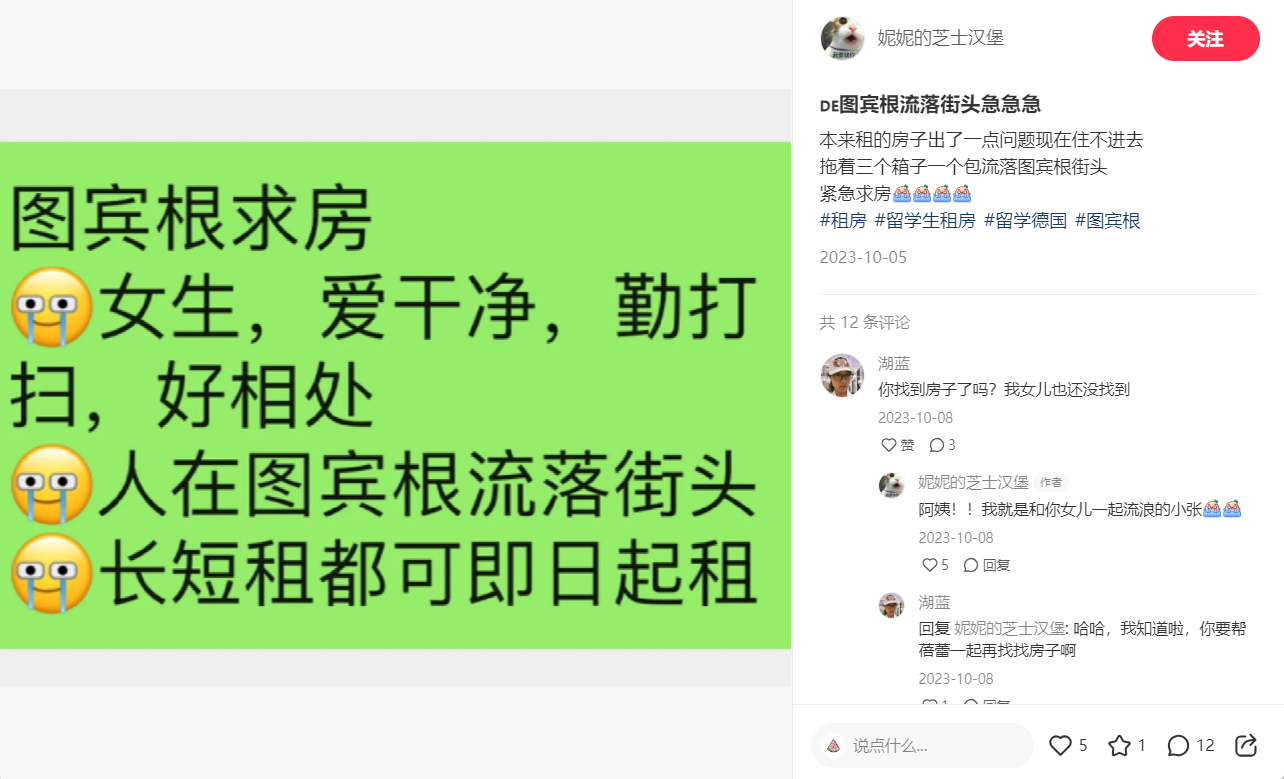 图宾根求房
😭女生，爱干净，勤打
扫，好相处
😭人在图宾根流落街头
😭长短租都可即日起租
妮妮的芝士汉堡
关注
DE图宾根流落街头急急急
本来租的房子出了一点问题现在住不进去
拖着三个箱子一个包流落图宾根街头
紧急求房
#租房 #留学生租房 #留学德国 #图宾根
2023-10-05
共 12 条评论
湖蓝
你找到房子了吗？我女儿也还没找到
2023-10-08
赞 3
妮妮的芝士汉堡 作者
阿姨！！我就是和你女儿一起流浪的小张
2023-10-08
5 回复
湖蓝
回复 妮妮的芝士汉堡: 哈哈，我知道啦，你要帮
蓓蕾一起再找找房子啊
2023-10-08
1 回复
说点什么...
5 1 12